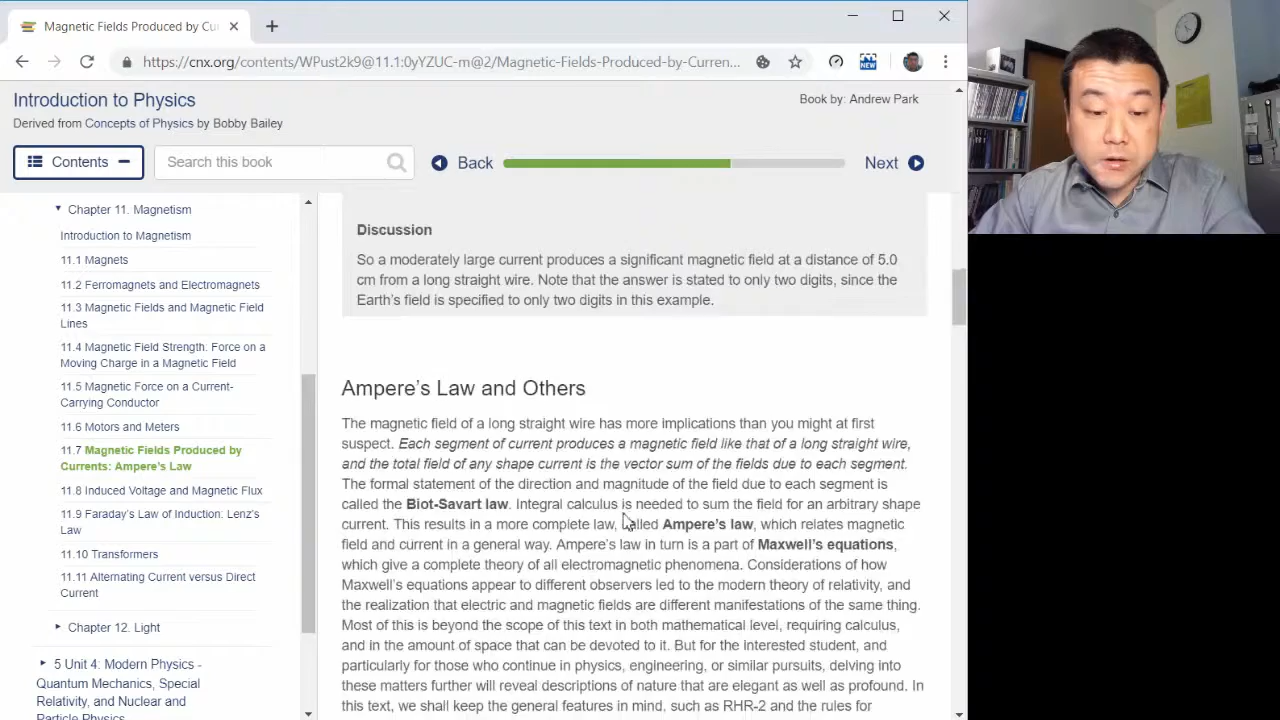 Magnetic Fields Produced by Cu
https://cnx.org/contents/WPust2k9@11.1:0yYZUC-m@2/Magnetic-Fields-Produced-by-Curren...
NEW
Introduction to Physics
Book by: Andrew Park
Derived from Concepts of Physics by Bobby Bailey
Contents
Search this book
Back
Next
Chapter 11. Magnetism
Introduction to Magnetism
11.1 Magnets
11.2 Ferromagnets and Electromagnets
11.3 Magnetic Fields and Magnetic Field
Lines
11.4 Magnetic Field Strength: Force on a
Moving Charge in a Magnetic Field
11.5 Magnetic Force on a Current-
Carrying Conductor
11.6 Motors and Meters
11.7 Magnetic Fields Produced by
Currents: Ampere's Law
11.8 Induced Voltage and Magnetic Flux
11.9 Faraday's Law of Induction: Lenz's
Law
11.10 Transformers
11.11 Alternating Current versus Direct
Current
Chapter 12. Light
5 Unit 4: Modern Physics -
Quantum Mechanics, Special
Relativity, and Nuclear and
Particle Physics
Discussion
So a moderately large current produces a significant magnetic field at a distance of 5.0
cm from a long straight wire. Note that the answer is stated to only two digits, since the
Earth's field is specified to only two digits in this example.
Ampere's Law and Others
The magnetic field of a long straight wire has more implications than you might at first
suspect. Each segment of current produces a magnetic field like that of a long straight wire,
and the total field of any shape current is the vector sum of the fields due to each segment.
The formal statement of the direction and magnitude of the field due to each segment is
called the Biot-Savart law. Integral calculus is needed to sum the field for an arbitrary shape
current. This results in a more complete law, called Ampere's law, which relates magnetic
field and current in a general way. Ampere's law in turn is a part of Maxwell's equations,
which give a complete theory of all electromagnetic phenomena. Considerations of how
Maxwell's equations appear to different observers led to the modern theory of relativity, and
the realization that electric and magnetic fields are different manifestations of the same thing.
Most of this is beyond the scope of this text in both mathematical level, requiring calculus,
and in the amount of space that can be devoted to it. But for the interested student, and
particularly for those who continue in physics, engineering, or similar pursuits, delving into
these matters further will reveal descriptions of nature that are elegant as well as profound. In
this text, we shall keep the general features in mind, such as RHR-2 and the rules for